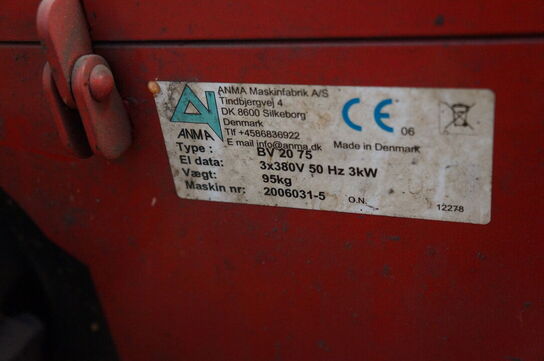 ANMA Maskinfabrik A/S
Tindbjergvej 4
DK 8600 Silkeborg
Denmark
Tlf +4586836922
E mail info@anma.dk
ANMA
CE 06
Made in Denmark
Type : BV 20 75
El data: 3x380V 50 Hz 3kW
Vægt: 95kg
Maskin nr: 2006031-5
O.N. 12278